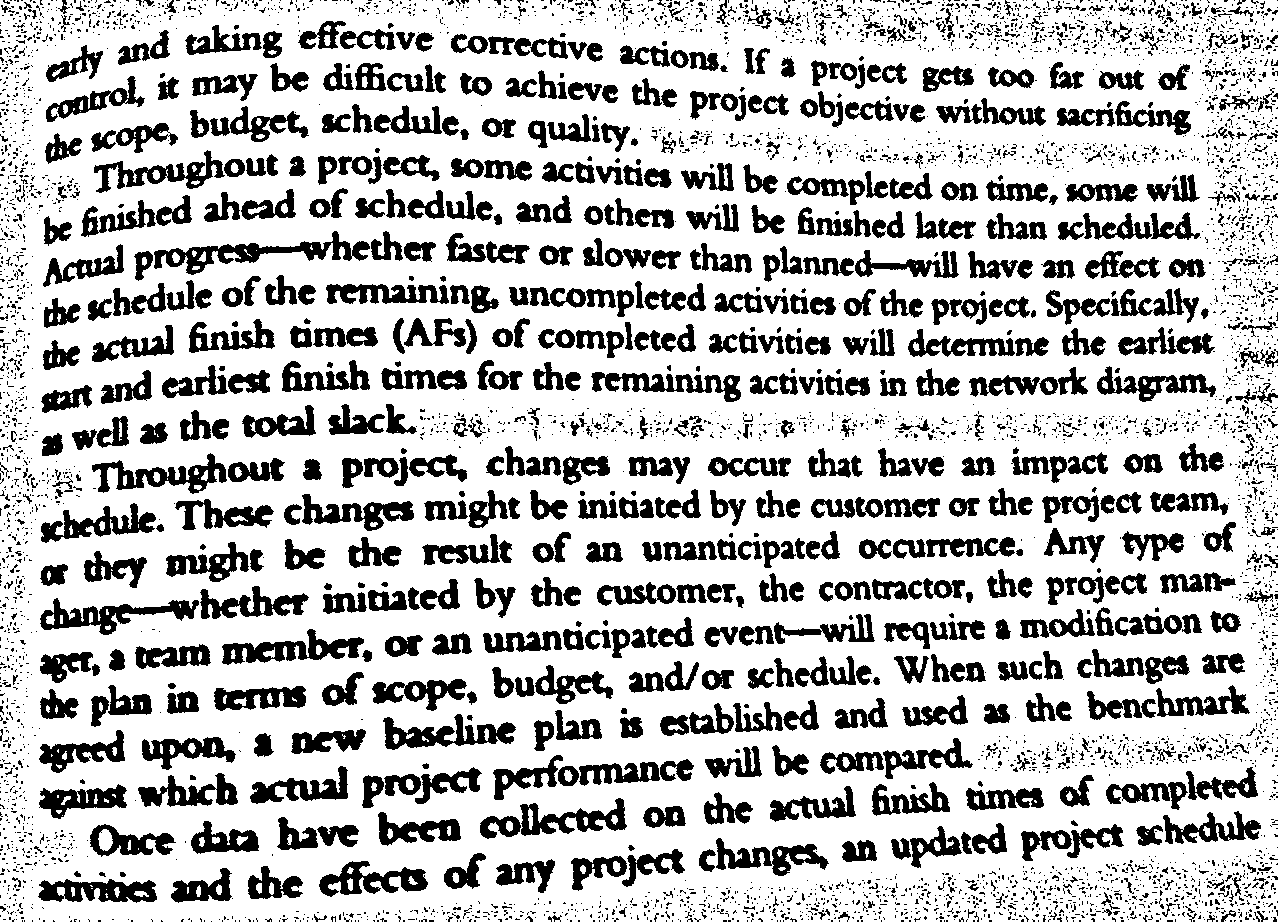 early and taking effective corrective actions. If a project gets too far out of
control, it may be difficult to achieve the project objective without sacrificing
the scope, budget, schedule, or quality.
Throughout a project, some activities will be completed on time, some will
be finished ahead of schedule, and others will be finished later than scheduled.
Actual progress—whether faster or slower than planned—will have an effect on
the schedule of the remaining, uncompleted activities of the project. Specifically,
the actual finish times (AFs) of completed activities will determine the earliest
start and earliest finish times for the remaining activities in the network diagram,
as well as the total slack.
Throughout a project, changes may occur that have an impact on the
schedule. These changes might be initiated by the customer or the project team,
or they might be the result of an unanticipated occurrence. Any type of
change—whether initiated by the customer, the contractor, the project man-
ager, a team member, or an unanticipated event—will require a modification to
the plan in terms of scope, budget, and/or schedule. When such changes are
agreed upon, a new baseline plan is established and used as the benchmark
against which actual project performance will be compared.
Once data have been collected on the actual finish times of completed
activities and the effects of any project changes, an updated project schedule